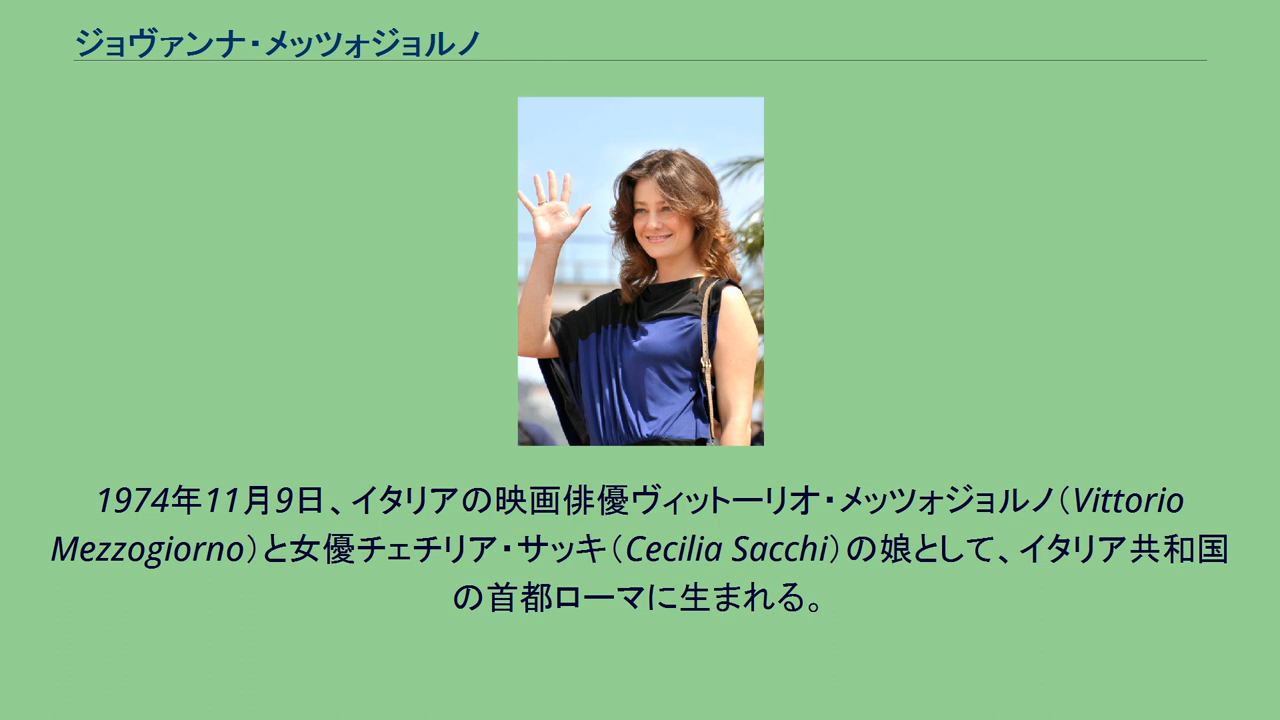 ジョヴァンナ・メッツォジョルノ
1974年11月9日、イタリアの映画俳優ヴィットーリオ・メッツォジョルノ（Vittorio
Mezzogiorno）と女優チェチリア・サッキ（Cecilia Sacchi）の娘として、イタリア共和国
の首都ローマに生まれる。